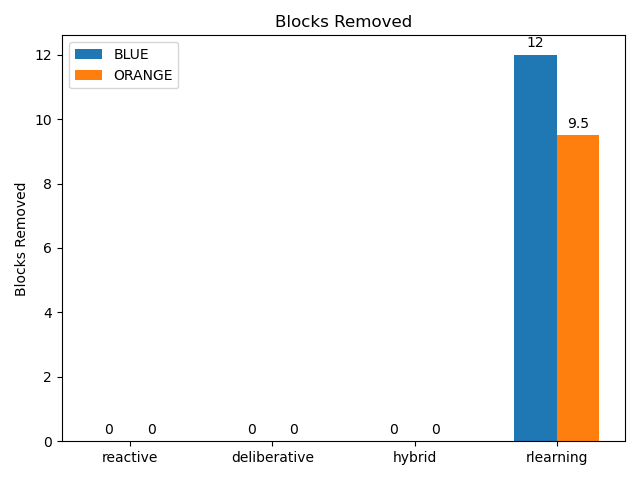 Blocks Removed
BLUE
ORANGE
Blocks Removed
12
10
8
6
4
2
0
12
9.5
0 0 0 0 0 0
reactive deliberative hybrid rlearning